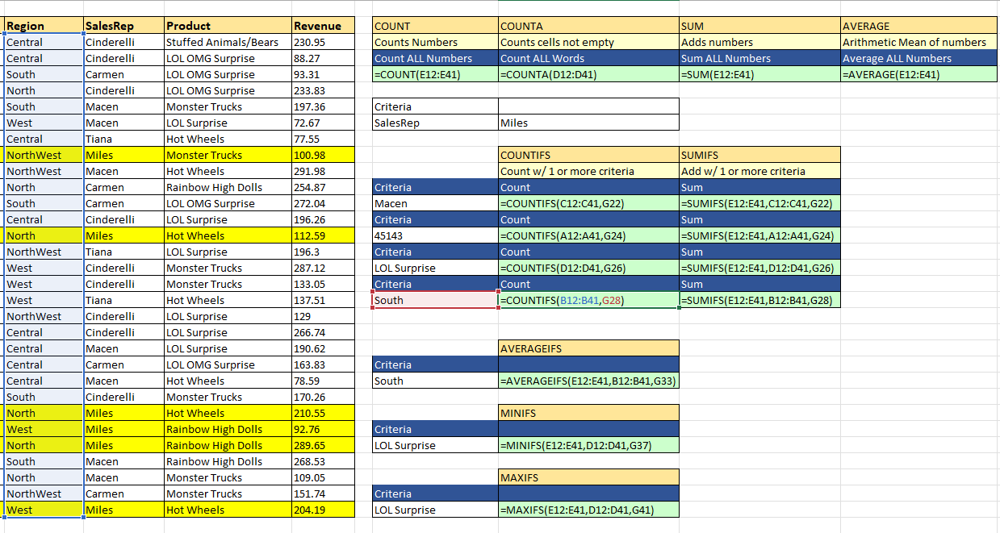 Region SalesRep Product Revenue COUNT COUNTA SUM AVERAGE
Central Cinderelli Stuffed Animals/Bears 230.95 Counts Numbers Counts cells not empty Adds numbers Arithmetic Mean of numbers
Central Cinderelli LOL OMG Surprise 88.27 Count ALL Numbers Count ALL Words Sum ALL Numbers Average ALL Numbers
South Carmen LOL OMG Surprise 93.31 =COUNT(E12:E41) =COUNTA(D12:D41) =SUM(E12:E41) =AVERAGE(E12:E41)
North Cinderelli LOL OMG Surprise 233.83
South Macen Monster Trucks 197.36 Criteria
West Macen LOL Surprise 72.67 SalesRep Miles
Central Tiana Hot Wheels 77.55
NorthWest Miles Monster Trucks 100.98 COUNTIFS SUMIFS
NorthWest Macen Hot Wheels 291.98 Count w/ 1 or more criteria Add w/ 1 or more criteria
North Carmen Rainbow High Dolls 254.87 Criteria Count Sum
South Carmen LOL OMG Surprise 272.04 Macen =COUNTIFS(C12:C41,G22) =SUMIFS(E12:E41,C12:C41,G22)
Central Cinderelli LOL Surprise 196.26 Criteria Count Sum
North Miles Hot Wheels 112.59 45143 =COUNTIFS(A12:A41,G24) =SUMIFS(E12:E41,A12:A41,G24)
NorthWest Tiana LOL Surprise 196.3 Criteria Count Sum
West Cinderelli Monster Trucks 287.12 LOL Surprise =COUNTIFS(D12:D41,G26) =SUMIFS(E12:E41,D12:D41,G26)
West Cinderelli Monster Trucks 133.05 Criteria Count Sum
West Tiana Hot Wheels 137.51 South =COUNTIFS(B12:B41,G28) =SUMIFS(E12:E41,B12:B41,G28)
NorthWest Cinderelli LOL Surprise 129
Central Cinderelli LOL Surprise 266.74
Central Macen LOL Surprise 190.62 AVERAGEIFS
Central Carmen LOL OMG Surprise 163.83 Criteria
Central Macen Hot Wheels 78.59 South =AVERAGEIFS(E12:E41,B12:B41,G33)
South Cinderelli Monster Trucks 170.26
North Miles Hot Wheels 210.55 MINIFS
West Miles Rainbow High Dolls 92.76 Criteria
North Miles Rainbow High Dolls 289.65 LOL Surprise =MINIFS(E12:E41,D12:D41,G37)
South Macen Rainbow High Dolls 268.53
North Macen Monster Trucks 109.05 MAXIFS
NorthWest Carmen Monster Trucks 151.74 Criteria
West Miles Hot Wheels 204.19 LOL Surprise =MAXIFS(E12:E41,D12:D41,G41)